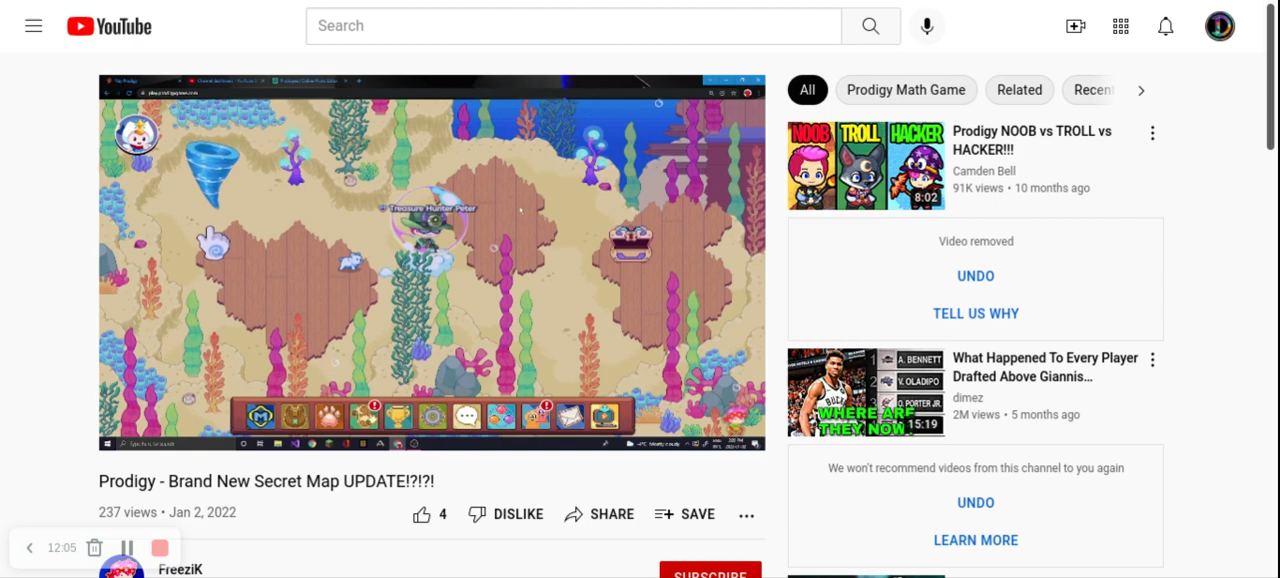 YouTube
Search
Treasure Hunter Peter
All
Prodigy Math Game
Related
Recent
NOOB TROLL HACKER
8:02
Prodigy NOOB vs TROLL vs
HACKER!!!
Camden Bell
91K views • 10 months ago
Video removed
UNDO
TELL US WHY
1 A. BENNETT
2 V. OLADIPO
O. PORTER JR.
WHERE ARE
THEY NOW
15:19
What Happened To Every Player
Drafted Above Giannis...
dimez
2M views • 5 months ago
We won't recommend videos from this channel to you again
UNDO
LEARN MORE
Prodigy - Brand New Secret Map UPDATE!?!?!
237 views • Jan 2, 2022
4
DISLIKE
SHARE
SAVE
12:05
FreeziK
SUBSCRIBE